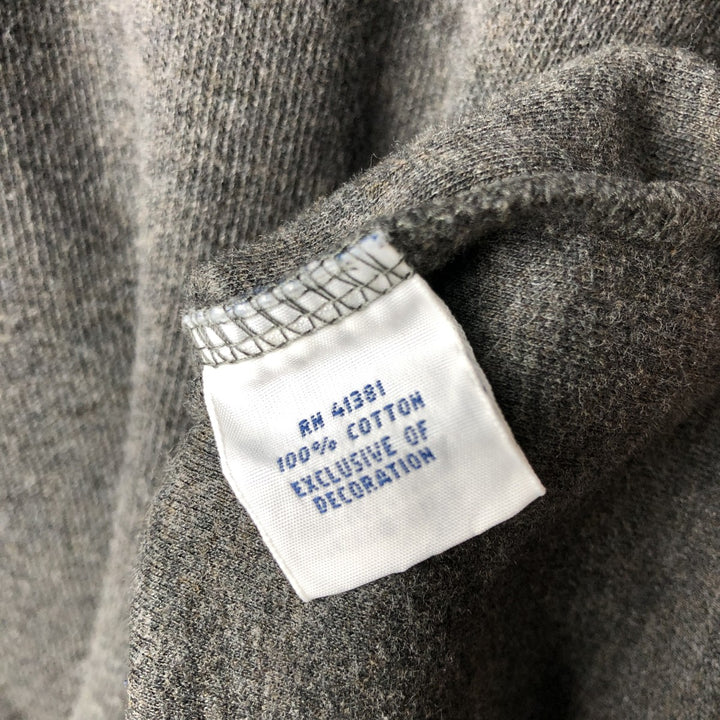 RN 41381
100% COTTON
EXCLUSIVE OF
DECORATION